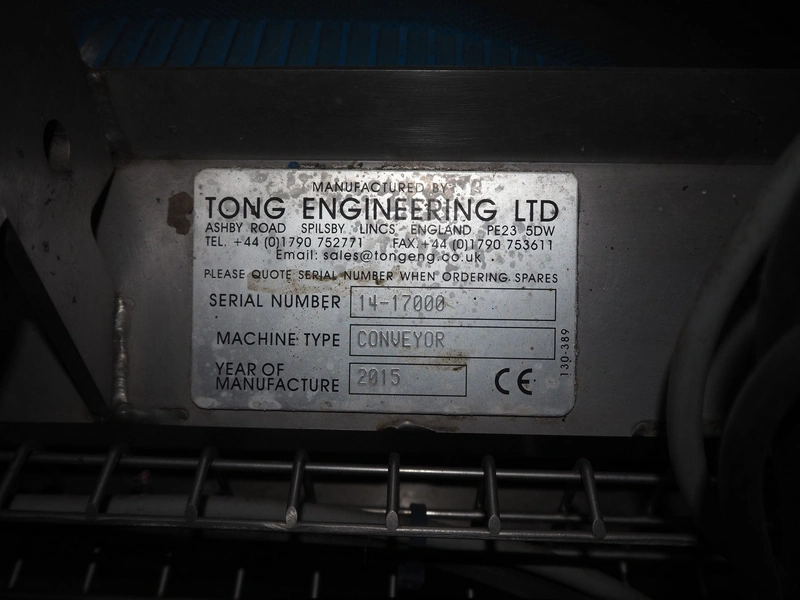 MANUFACTURED BY
TONG ENGINEERING LTD
ASHBY ROAD SPILSBY LINCS ENGLAND PE23 5DW
TEL. +44 (0)1790 752771 FAX.+44 (0)1790 753611
Email: sales@tongeng.co.uk
PLEASE QUOTE SERIAL NUMBER WHEN ORDERING SPARES
SERIAL NUMBER 14-17000
MACHINE TYPE CONVEYOR
YEAR OF
MANUFACTURE 2015
CE
130-389